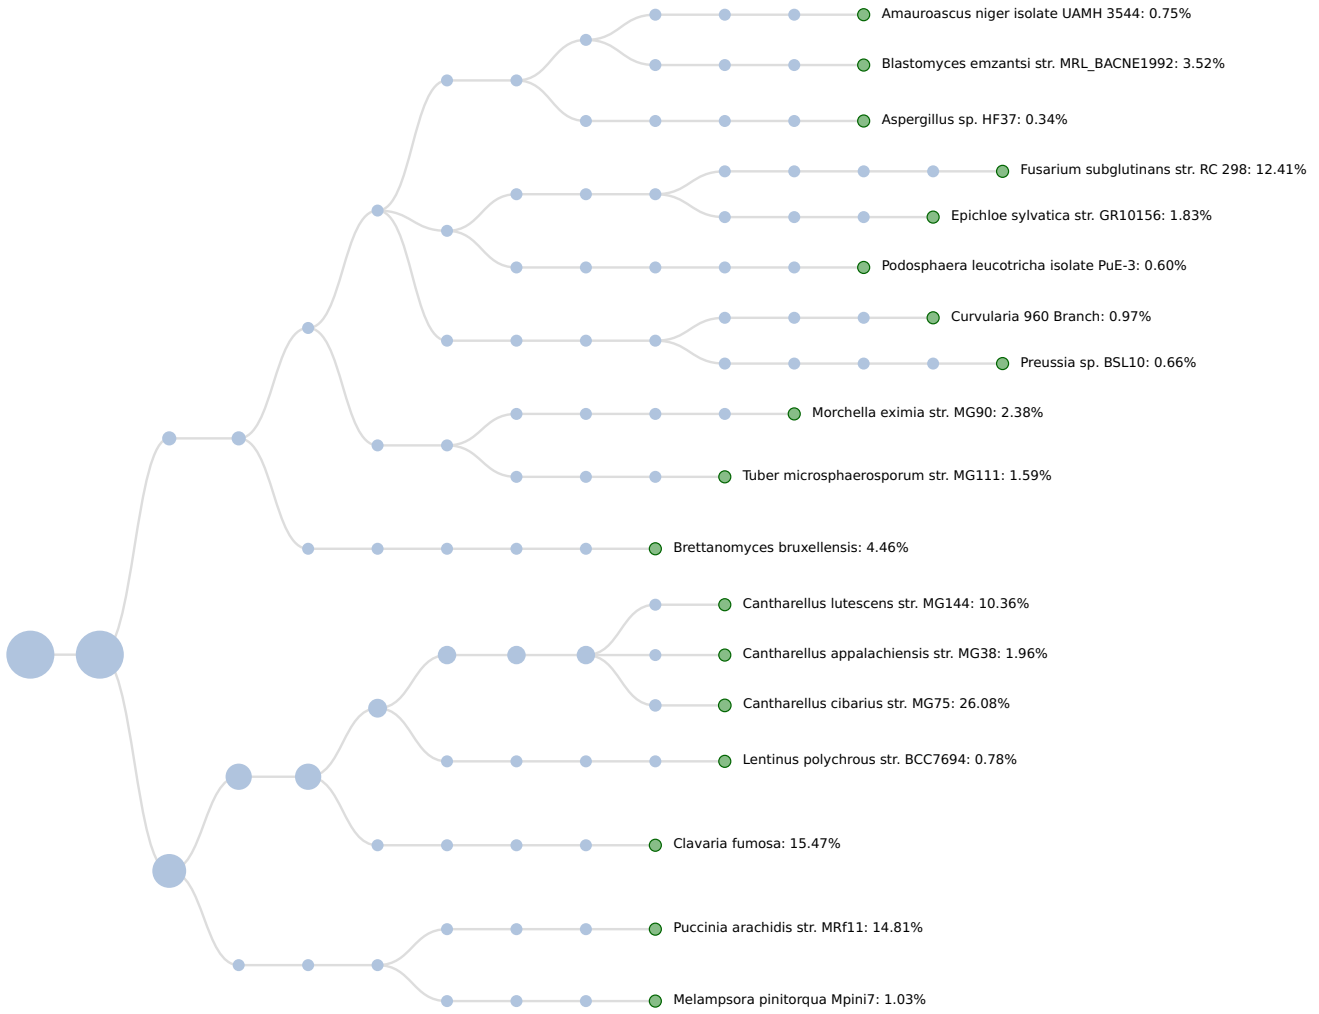 Amauroascus niger isolate UAMH 3544: 0.75%
Blastomyces emzantsi str. MRL_BACNE1992: 3.52%
Aspergillus sp. HF37: 0.34%
Fusarium subglutinans str. RC 298: 12.41%
Epichloe sylvatica str. GR10156: 1.83%
Podosphaera leucotricha isolate PuE-3: 0.60%
Curvularia 960 Branch: 0.97%
Preussia sp. BSL10: 0.66%
Morchella eximia str. MG90: 2.38%
Tuber microsphaerosporum str. MG111: 1.59%
Brettanomyces bruxellensis: 4.46%
Cantharellus lutescens str. MG144: 10.36%
Cantharellus appalachiensis str. MG38: 1.96%
Cantharellus cibarius str. MG75: 26.08%
Lentinus polychrous str. BCC7694: 0.78%
Clavaria fumosa: 15.47%
Puccinia arachidis str. MRf11: 14.81%
Melampsora pinitorqua Mpini7: 1.03%